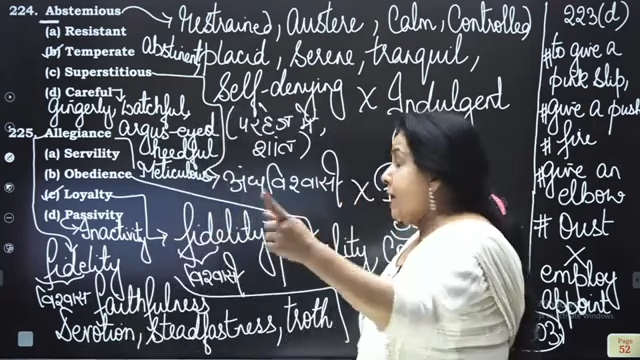 224. Abstemious
(a) Resistant
(b) Temperate
(c) Superstitious
(d) Careful
gingerly, watchful,
argus-eyed
heedful
Meticulous
Restrained, Austere, Calm, Controlled
Abstinent placid, Serene, tranquil,
Self-denying X Indulgent
(परहेज में,
शांत)
अंधविश्वासी X
225. Allegiance
(a) Servility
(b) Obedience
(c) Loyalty
(d) Passivity
Inactivity
fidelity
fidelity
विश्वास
faithfulness
Devotion, Steadfastness, troth
223(d)
#to give a
pink slip,
#give a push
# fire
#give an
elbow
# Oust
X
employ
appoint
Page
52